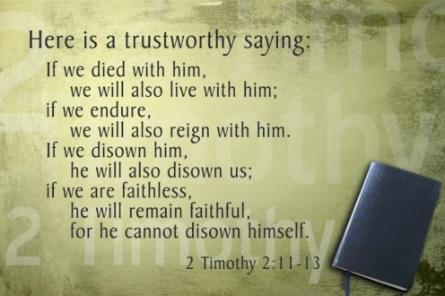 Here is a trustworthy saying:
If we died with him,
we will also live with him;
if we endure,
we will also reign with him.
If we disown him,
he will also disown us;
if we are faithless,
he will remain faithful,
for he cannot disown himself.
2 Timothy 2:11-13
2 Timothy